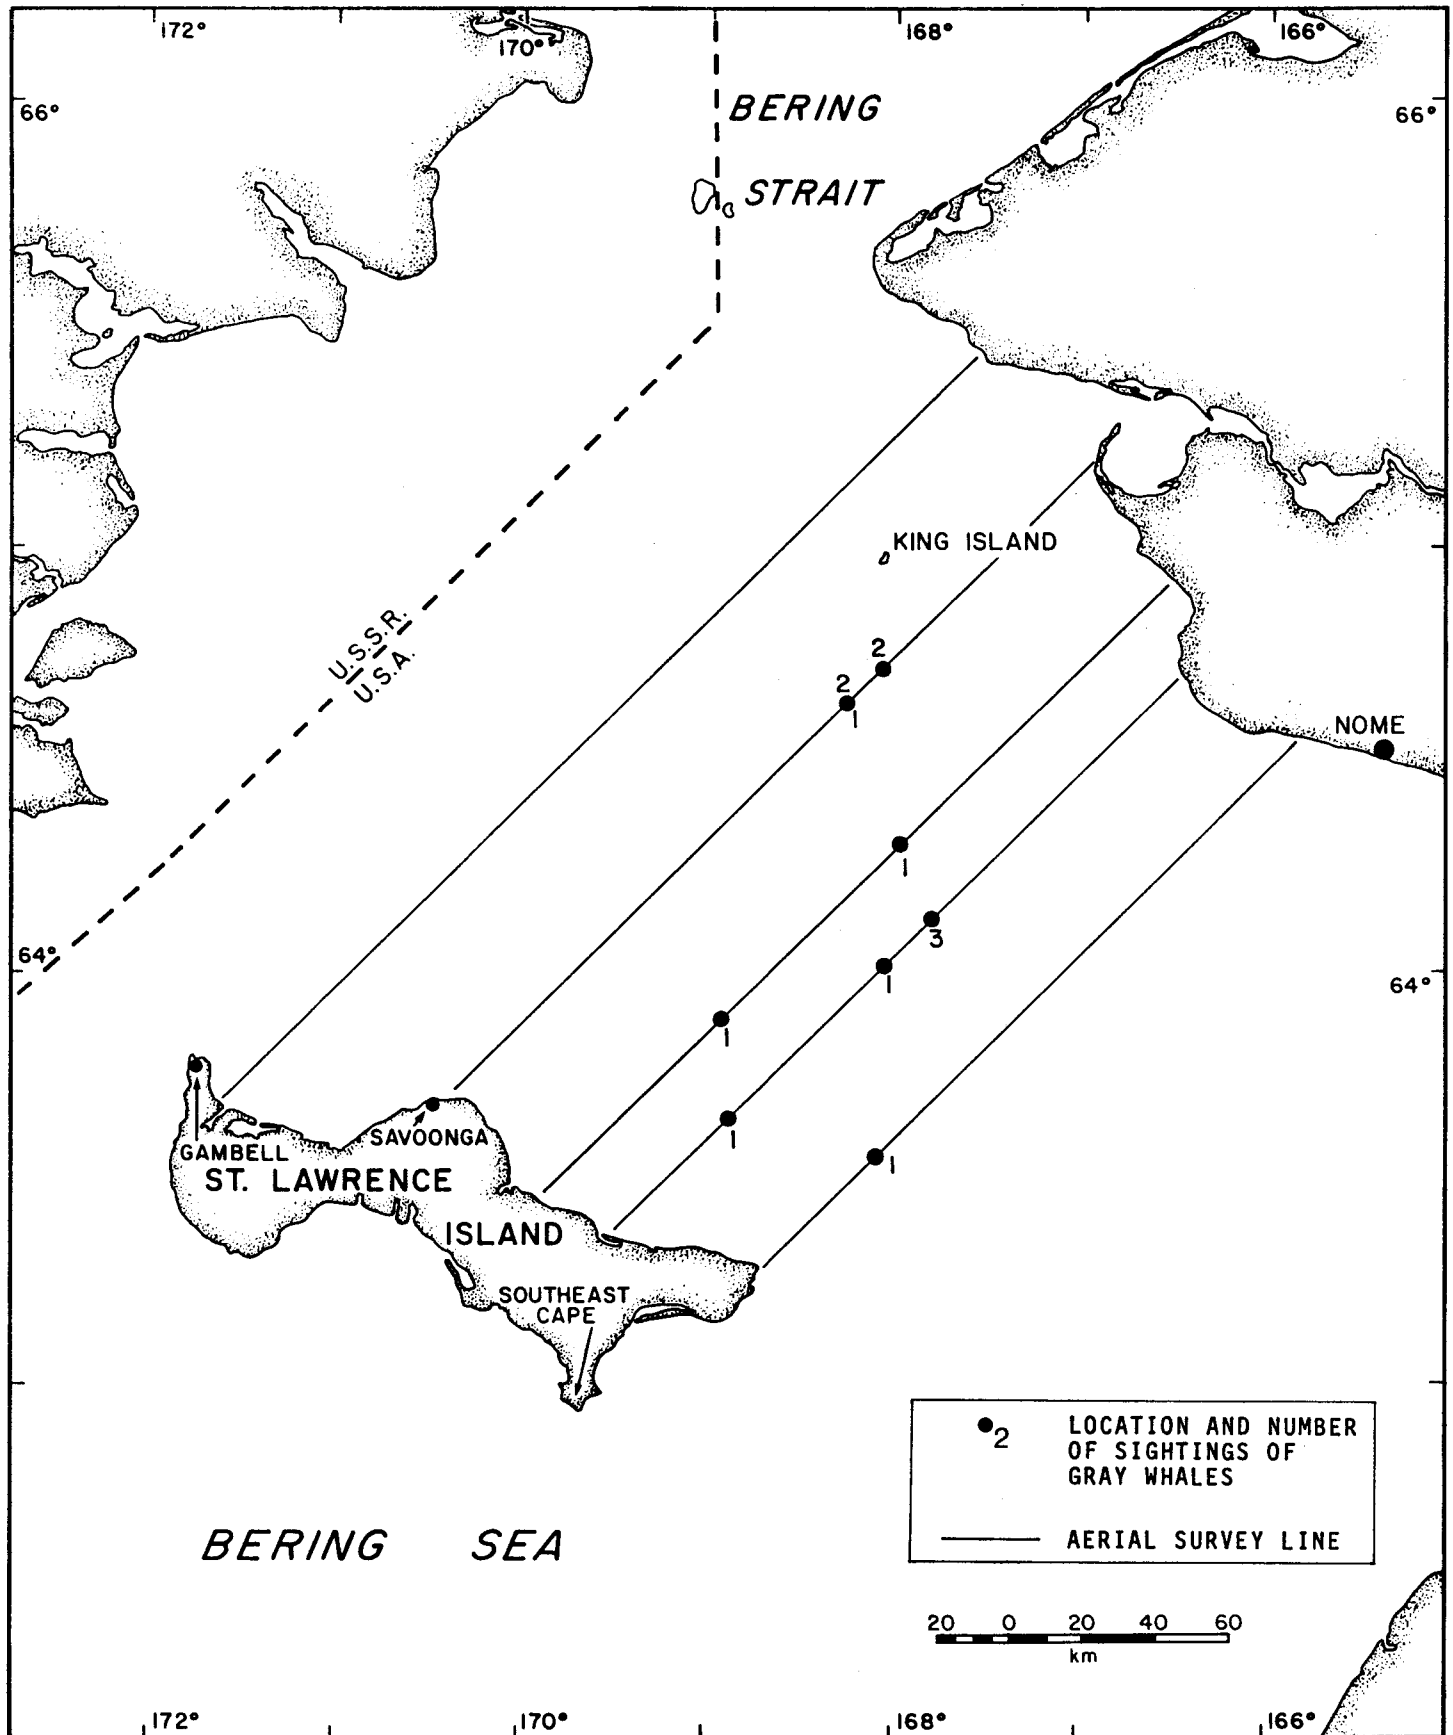 172°
170°
168°
166°
66°
BERING
66°
STRAIT
KING ISLAND
U.S.S.R.
U.S.A.
2
2
1
NOME
1
3
64°
1
64°
1
1
1
SAVOONGA
GAMBELL
ST. LAWRENCE
ISLAND
SOUTHEAST
CAPE
2
LOCATION AND NUMBER
OF SIGHTINGS OF
GRAY WHALES
AERIAL SURVEY LINE
BERING SEA
20 0 20 40 60
km
172°
170°
168°
166°